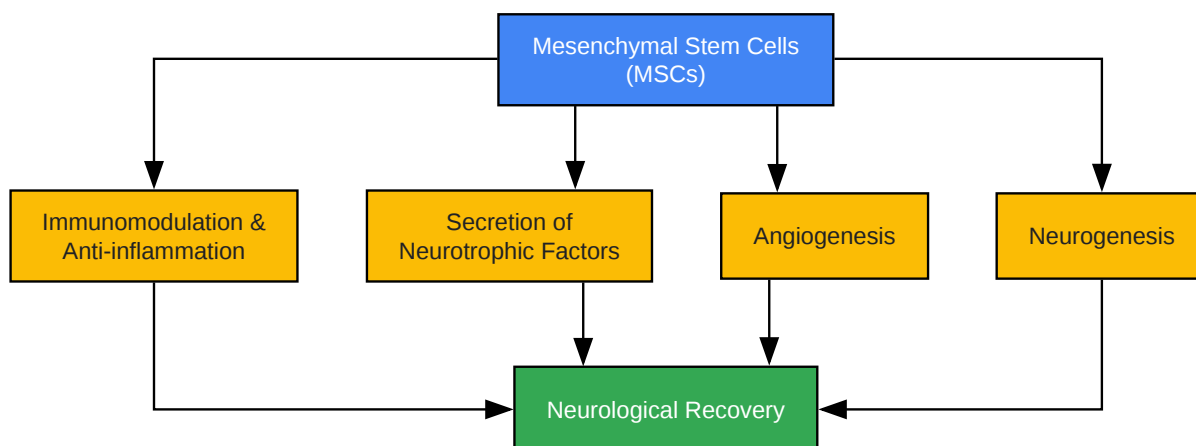 Mesenchymal Stem Cells
(MSCs)
Immunomodulation &
Anti-inflammation
Secretion of
Neurotrophic Factors
Angiogenesis
Neurogenesis
Neurological Recovery